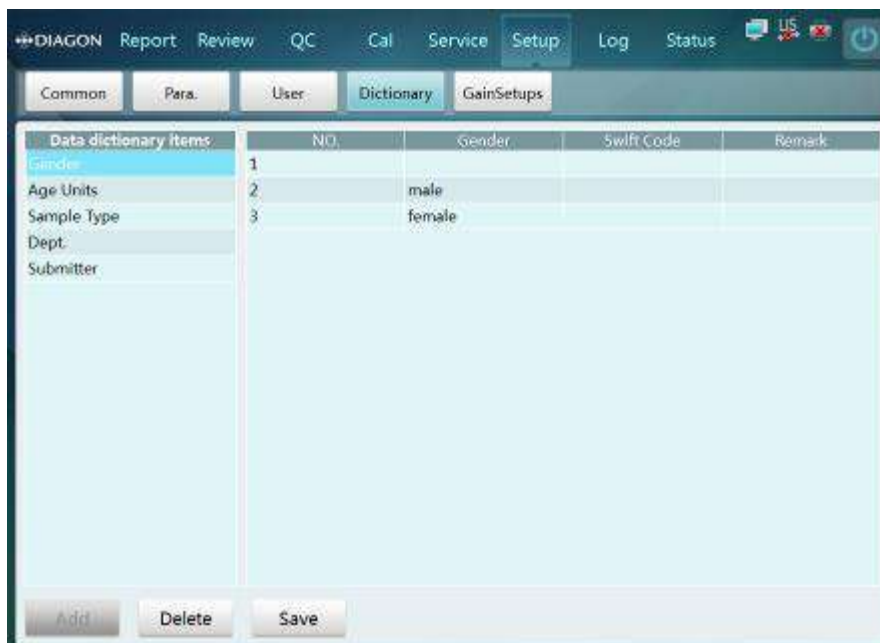 DIAGON Report Review QC Cal Service Setup Log Status LIS
Common Para. User Dictionary GainSetups
Data dictionary items NO. Gender Swift Code Remark
Gender 1
Age Units 2 male
Sample Type 3 female
Dept.
Submitter
Add Delete Save